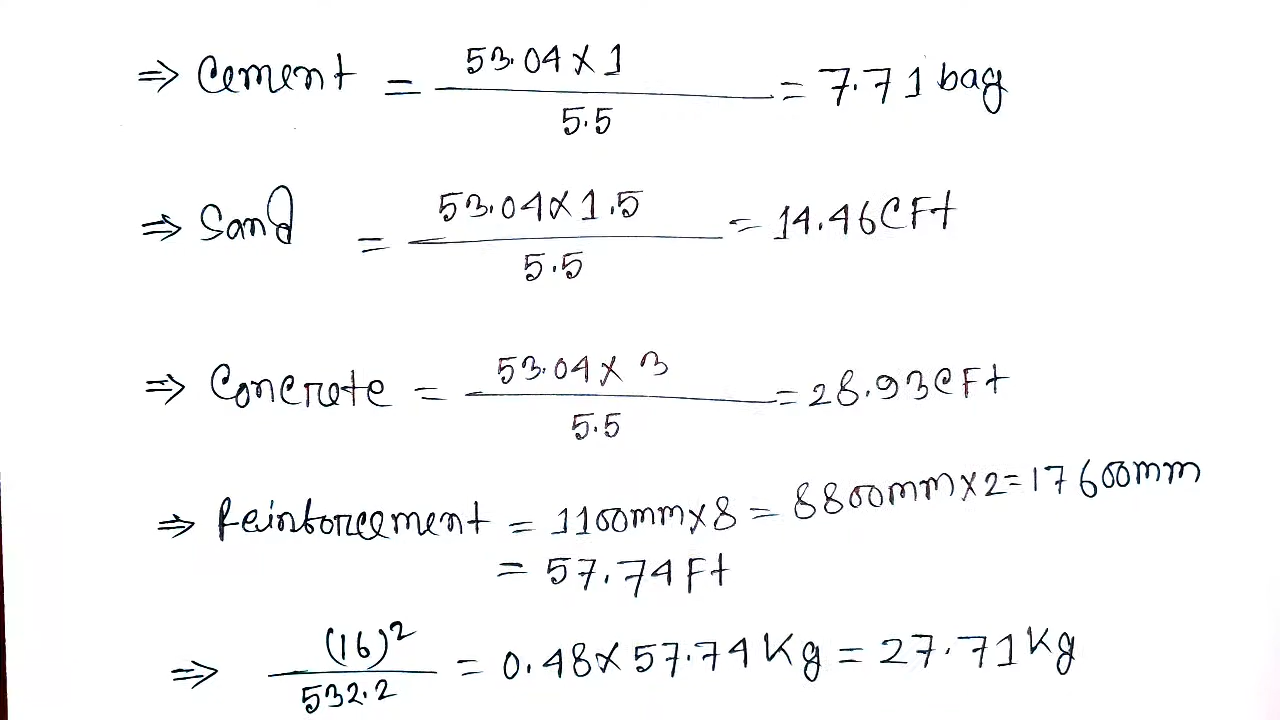 ⇒ Cement = 53.04 × 1 / 5.5 = 7.71 bag
⇒ Sand = 53.04 × 1.5 / 5.5 = 14.46 CFt
⇒ Concrete = 53.04 × 3 / 5.5 = 28.93 CFt
⇒ Reinforcement = 1100mm × 8 = 8800mm × 2 = 17600mm
= 57.74 Ft
⇒ (16)² / 532.2 = 0.48 × 57.74 Kg = 27.71 Kg